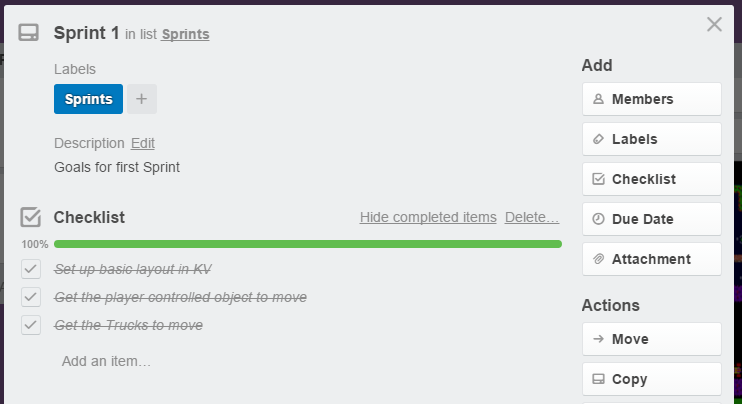 Sprint 1 in list Sprints
Labels
Sprints +
Description Edit
Goals for first Sprint
Checklist Hide completed items Delete...
100%
Set up basic layout in KV
Get the player controlled object to move
Get the Trucks to move
Add an item...
Add
Members
Labels
Checklist
Due Date
Attachment
Actions
Move
Copy